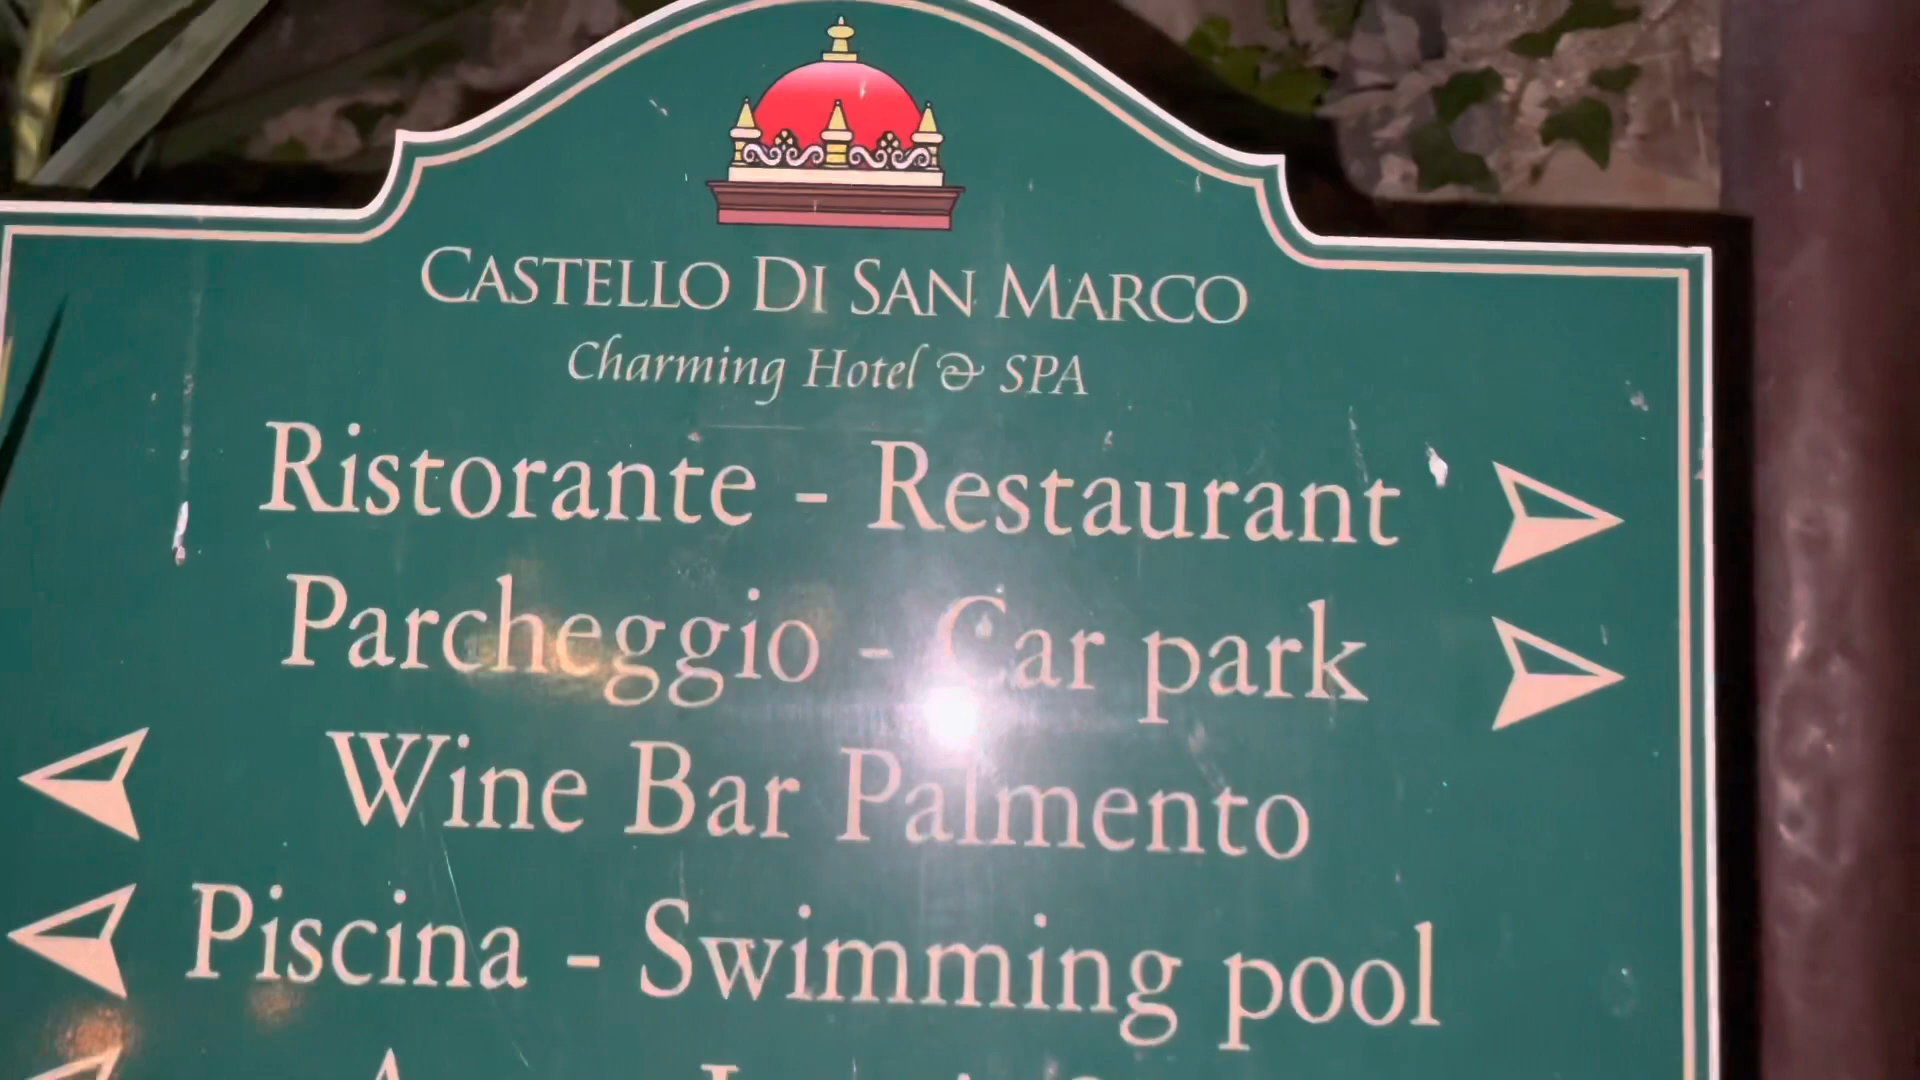 CASTELLO DI SAN MARCO
Charming Hotel & SPA
Ristorante - Restaurant
Parcheggio - Car park
Wine Bar Palmento
Piscina - Swimming pool